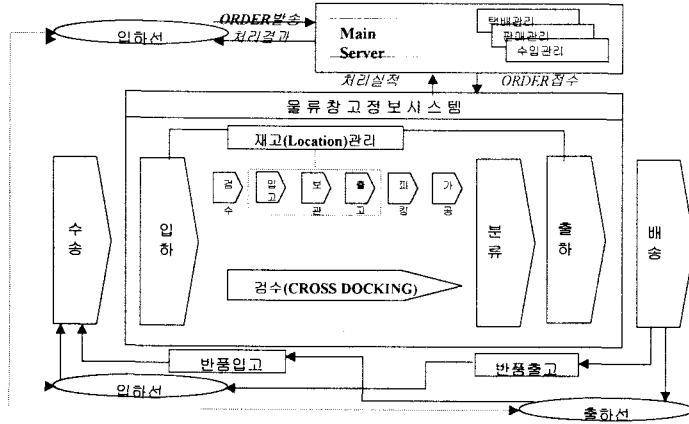 ORDER발송
입하선
처리결과
Main
Server
택배관리
판매관리
수입관리
처리실적
ORDER접수
물류창고정보시스템
재고(Location)관리
검수
입고
보관
출고
포장
가공
수송
입하
분류
출하
배송
검수(CROSS DOCKING)
반품입고
반품출고
입하선
출하선